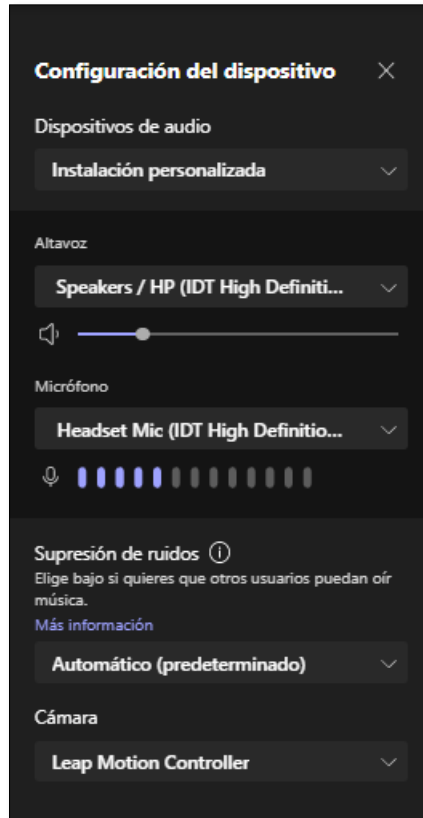 Configuración del dispositivo
Dispositivos de audio
Instalación personalizada
Altavoz
Speakers / HP (IDT High Definiti...
Micrófono
Headset Mic (IDT High Definitio...
Supresión de ruidos
Elige bajo si quieres que otros usuarios puedan oír
música.
Más información
Automático (predeterminado)
Cámara
Leap Motion Controller